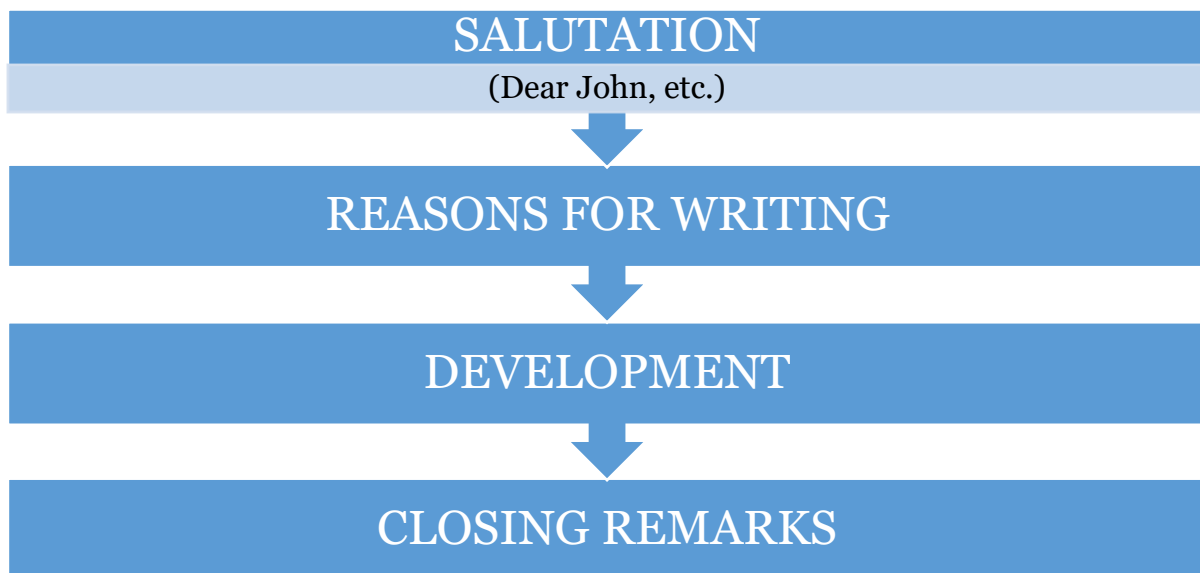 SALUTATION
(Dear John, etc.)
REASONS FOR WRITING
DEVELOPMENT
CLOSING REMARKS